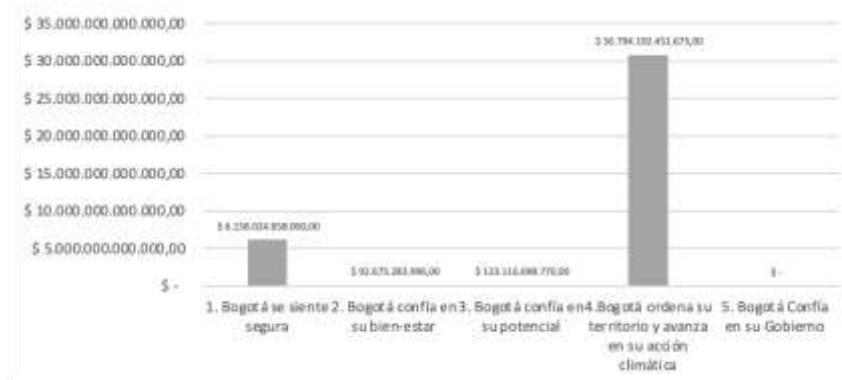 $ 35.000.000.000.000,00
$ 30.000.000.000.000,00
$ 25.000.000.000.000,00
$ 20.000.000.000.000,00
$ 15.000.000.000.000,00
$ 10.000.000.000.000,00
$ 5.000.000.000.000,00
$ -
$ -
1. Bogotá se siente segura
2. Bogotá confía en su bien-estar
3. Bogotá confía en su potencial
4.Bogotá ordena su territorio y avanza en su acción climática
5. Bogotá Confía en su Gobierno